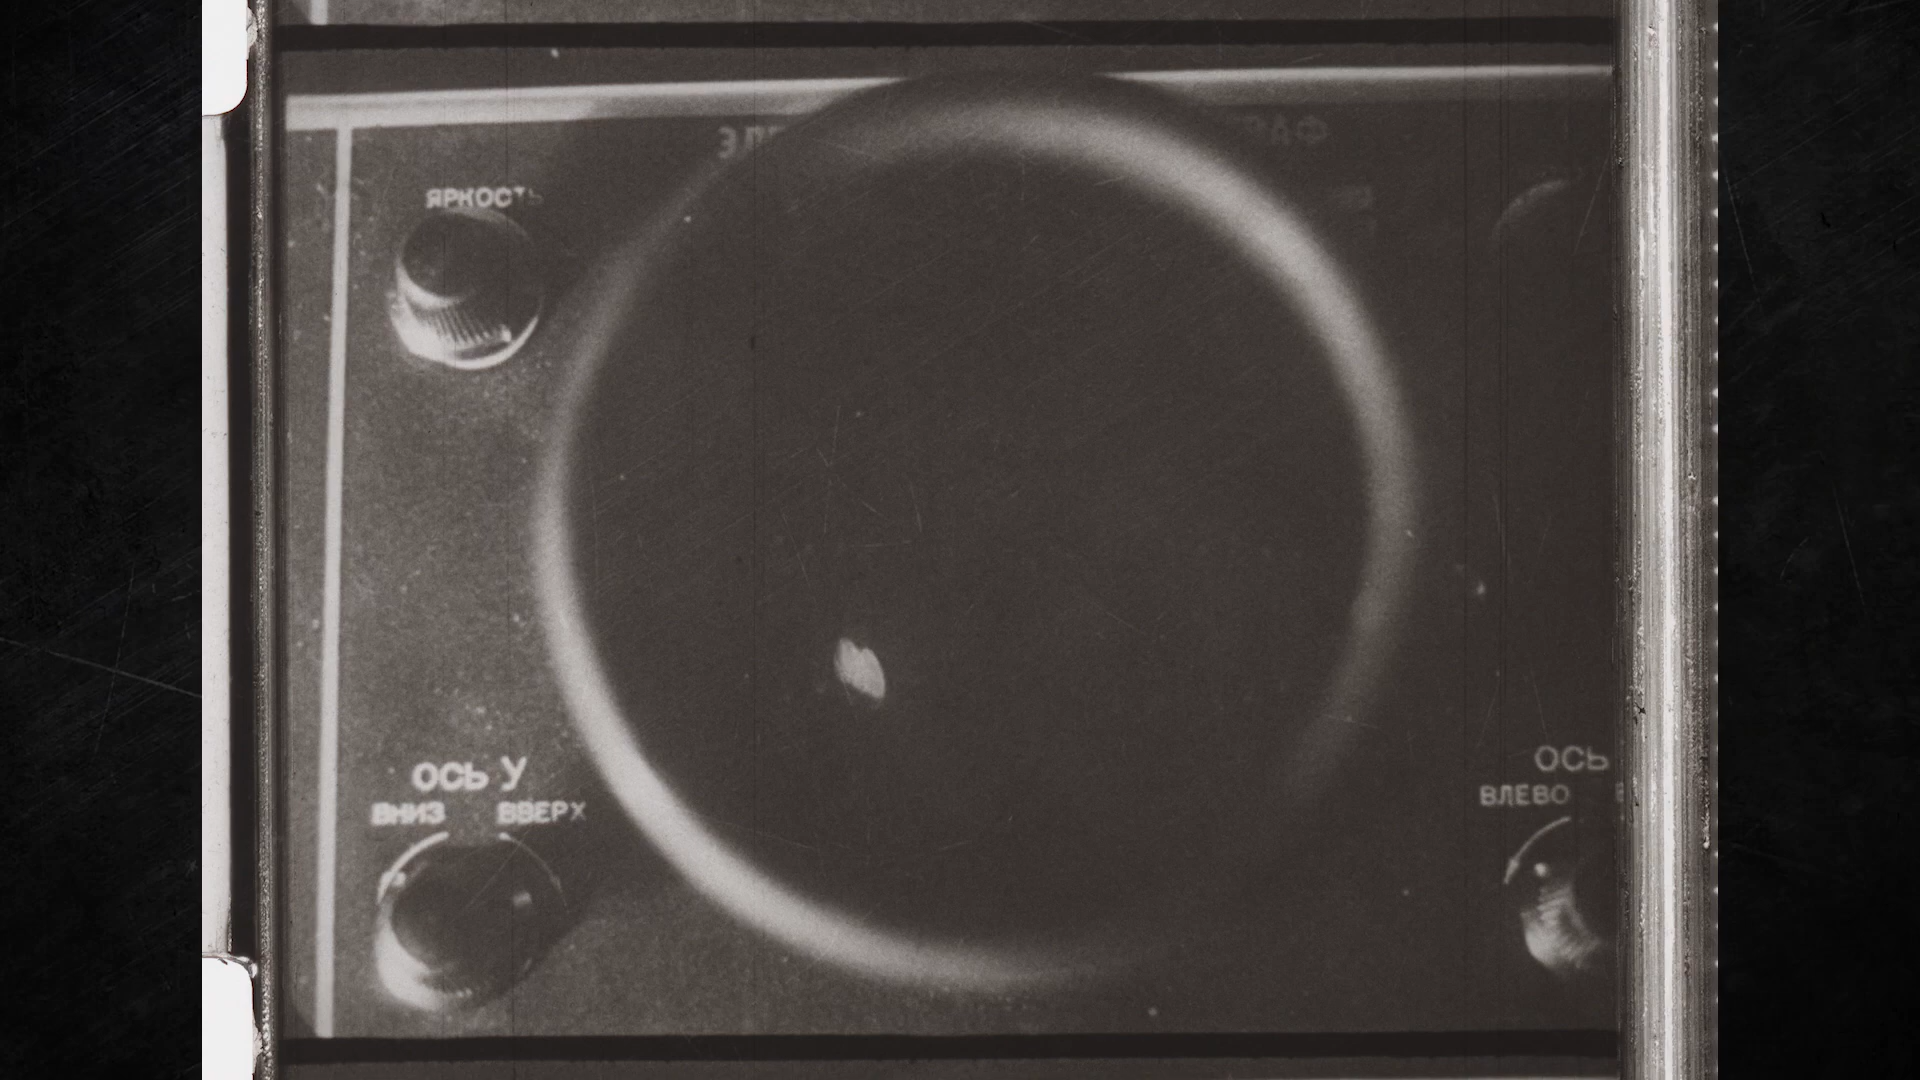 ЯРКОСТЬ
ОСЬ У
ВНИЗ ВВЕРХ
ОСЬ
ВЛЕВО